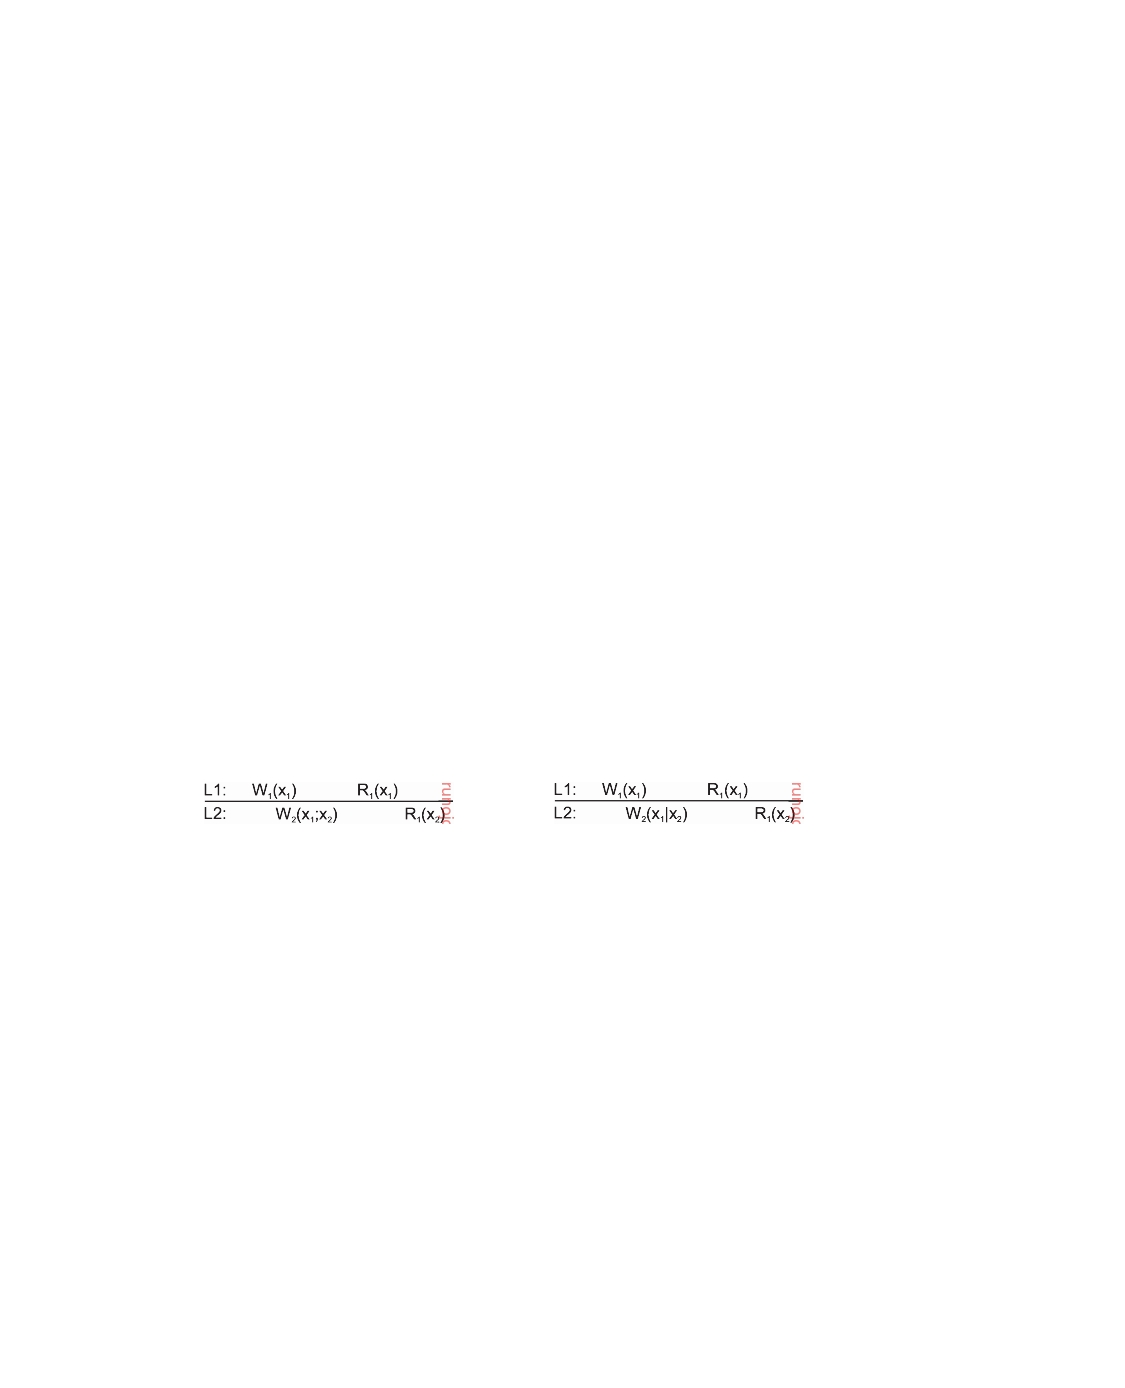 L1: W₁(x₁) R₁(x₁)
L2: W₂(x₁;x₂) R₁(x₂)
L1: W₁(x₁) R₁(x₁)
L2: W₂(x₁|x₂) R₁(x₂)